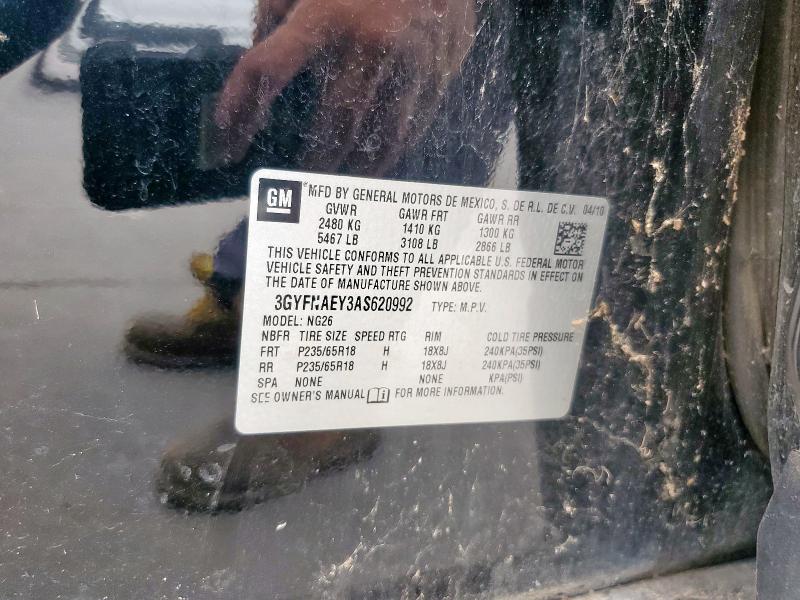 GM
MFD BY GENERAL MOTORS DE MEXICO, S. DE R.L. DE C.V. 04/10
GVWR GAWR FRT GAWR RR
2480 KG 1410 KG 1300 KG
5467 LB 3108 LB 2866 LB
THIS VEHICLE CONFORMS TO ALL APPLICABLE U.S. FEDERAL MOTOR
VEHICLE SAFETY AND THEFT PREVENTION STANDARDS IN EFFECT ON
THE DATE OF MANUFACTURE SHOWN ABOVE.
3GYFNAEY3AS620992 TYPE: M.P.V.
MODEL: NG26
NBFR TIRE SIZE SPEED RTG RIM COLD TIRE PRESSURE
FRT P235/65R18 H 18X8J 240KPA(35PSI)
RR P235/65R18 H 18X8J 240KPA(35PSI)
SPA NONE NONE KPA(PSI)
SEE OWNER'S MANUAL FOR MORE INFORMATION.